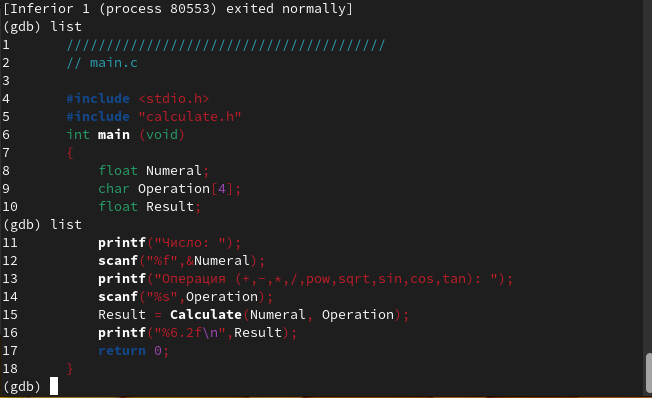 [Inferior 1 (process 80553) exited normally]
(gdb) list
1       ////////////////////////////////////////
2       // main.c
3
4       #include <stdio.h>
5       #include "calculate.h"
6       int main (void)
7       {
8           float Numeral;
9           char Operation[4];
10          float Result;
(gdb) list
11          printf("Число: ");
12          scanf("%f",&Numeral);
13          printf("Операция (+,-,*,/,pow,sqrt,sin,cos,tan): ");
14          scanf("%s",Operation);
15          Result = Calculate(Numeral, Operation);
16          printf("%6.2f\n",Result);
17          return 0;
18      }
(gdb)